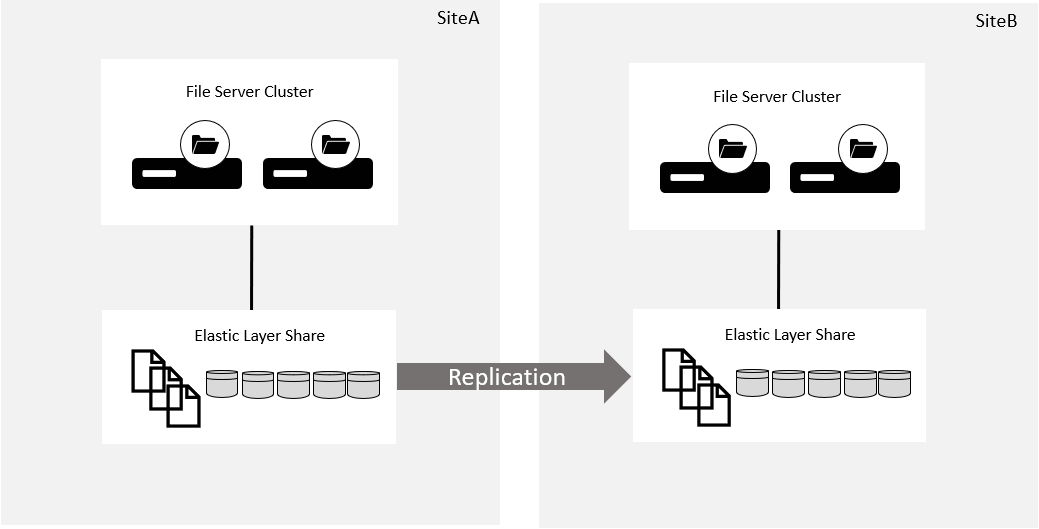 SiteA
File Server Cluster
Elastic Layer Share
Replication
SiteB
File Server Cluster
Elastic Layer Share